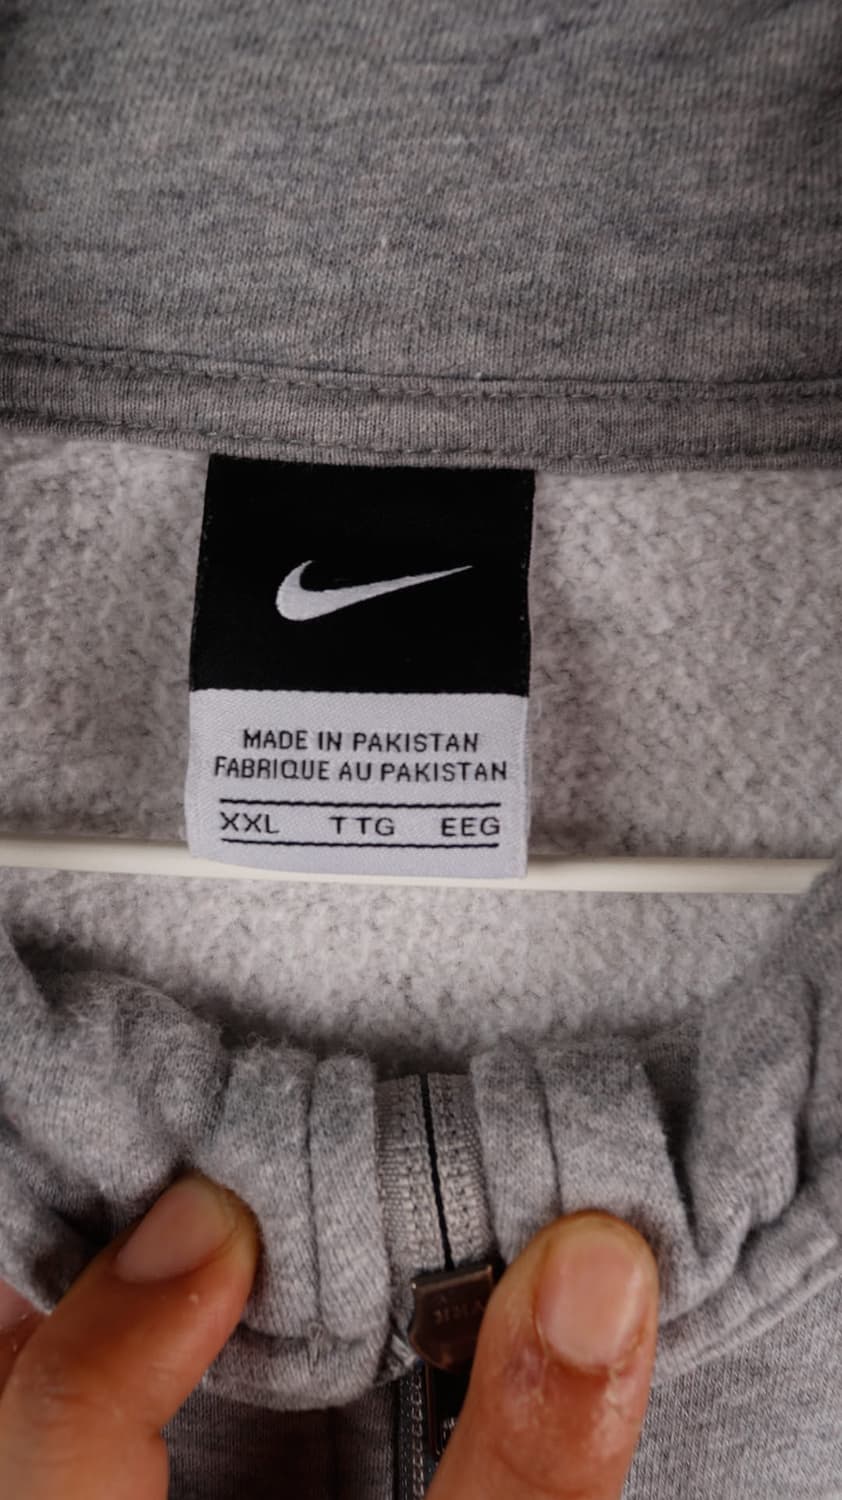 MADE IN PAKISTAN
FABRIQUE AU PAKISTAN
XXL TTG EEG